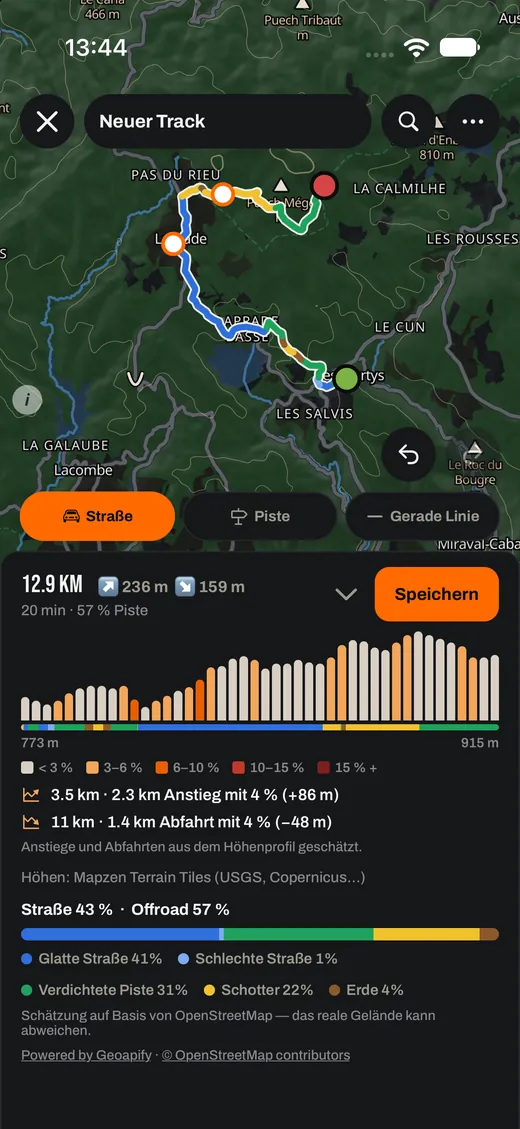 Le Cana
466 m
Puech Tribaut
m
Aus
13:44
Neuer Track
d'En
810 m
PAS DU RIEU
LA CALMILHE
LES ROUSSES
S
LE CUN
rtys
i
LES SALVIS
LA GALAUBE
Lacombe
Le Roc du
Bougre
Straße
Piste
Gerade Linie
Miraval-Caba
12.9 KM
236 m
159 m
Speichern
20 min · 57 % Piste
773 m
915 m
< 3 %
3–6 %
6–10 %
10–15 %
15 % +
3.5 km · 2.3 km Anstieg mit 4 % (+86 m)
11 km · 1.4 km Abfahrt mit 4 % (−48 m)
Anstiege und Abfahrten aus dem Höhenprofil geschätzt.
Höhen: Mapzen Terrain Tiles (USGS, Copernicus…)
Straße 43 % · Offroad 57 %
Glatte Straße 41%
Schlechte Straße 1%
Verdichtete Piste 31%
Schotter 22%
Erde 4%
Schätzung auf Basis von OpenStreetMap — das reale Gelände kann
abweichen.
Powered by Geoapify · © OpenStreetMap contributors